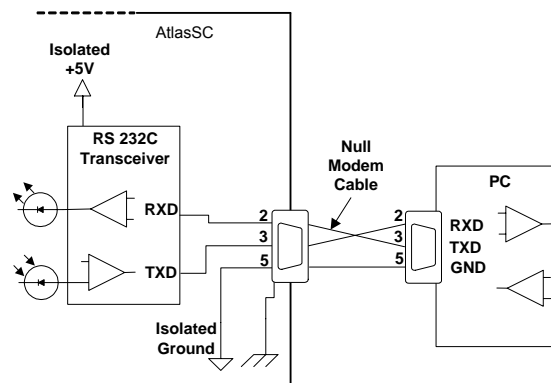 AtlasSC
Isolated
+5V
RS 232C
Transceiver
RXD
TXD
2
3
5
Isolated
Ground
Null
Modem
Cable
2
3
5
PC
RXD
TXD
GND